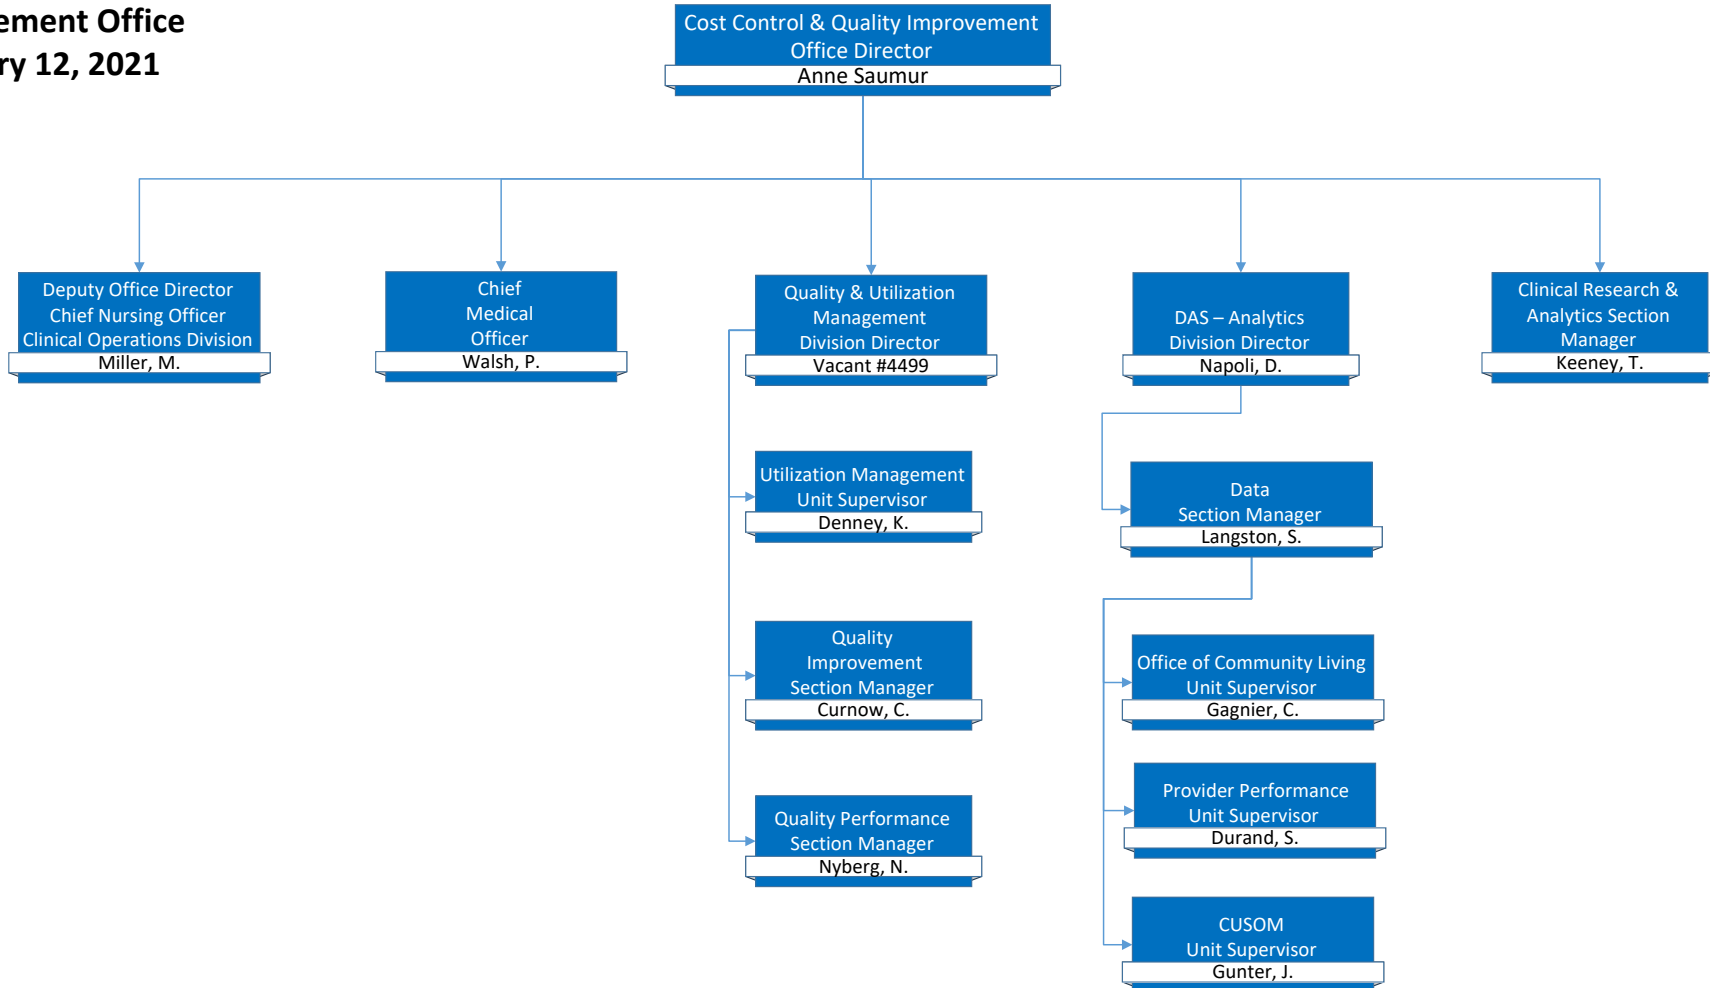 Office
12, 2021
Cost Control & Quality Improvement
Office Director
Anne Saumur
Deputy Office Director
Chief Nursing Officer
Clinical Operations Division
Miller, M.
Chief
Medical
Officer
Walsh, P.
Quality & Utilization
Management
Division Director
Vacant #4499
DAS – Analytics
Division Director
Napoli, D.
Clinical Research &
Analytics Section
Manager
Keeney, T.
Utilization Management
Unit Supervisor
Denney, K.
Data
Section Manager
Langston, S.
Quality
Improvement
Section Manager
Curnow, C.
Office of Community Living
Unit Supervisor
Gagnier, C.
Provider Performance
Unit Supervisor
Durand, S.
Quality Performance
Section Manager
Nyberg, N.
CUSOM
Unit Supervisor
Gunter, J.